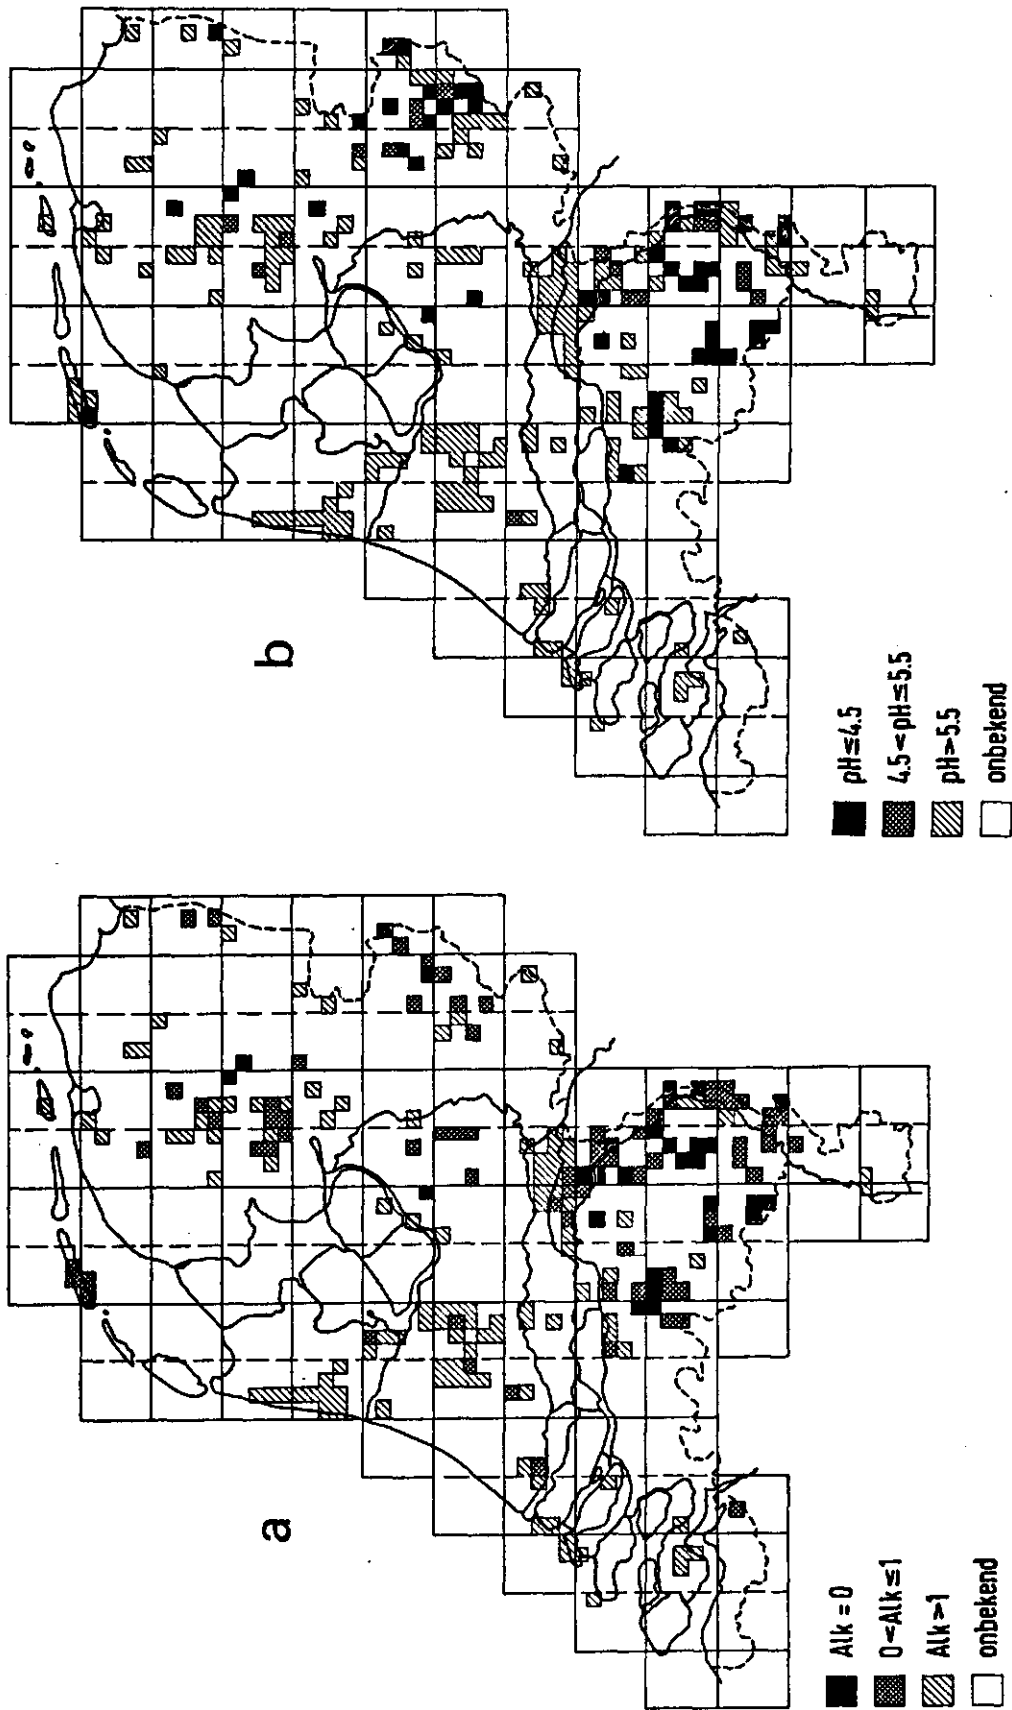 b
pH≤4.5
4.5<pH≤5.5
pH>5.5
onbekend
a
Alk = 0
0<Alk≤1
Alk>1
onbekend